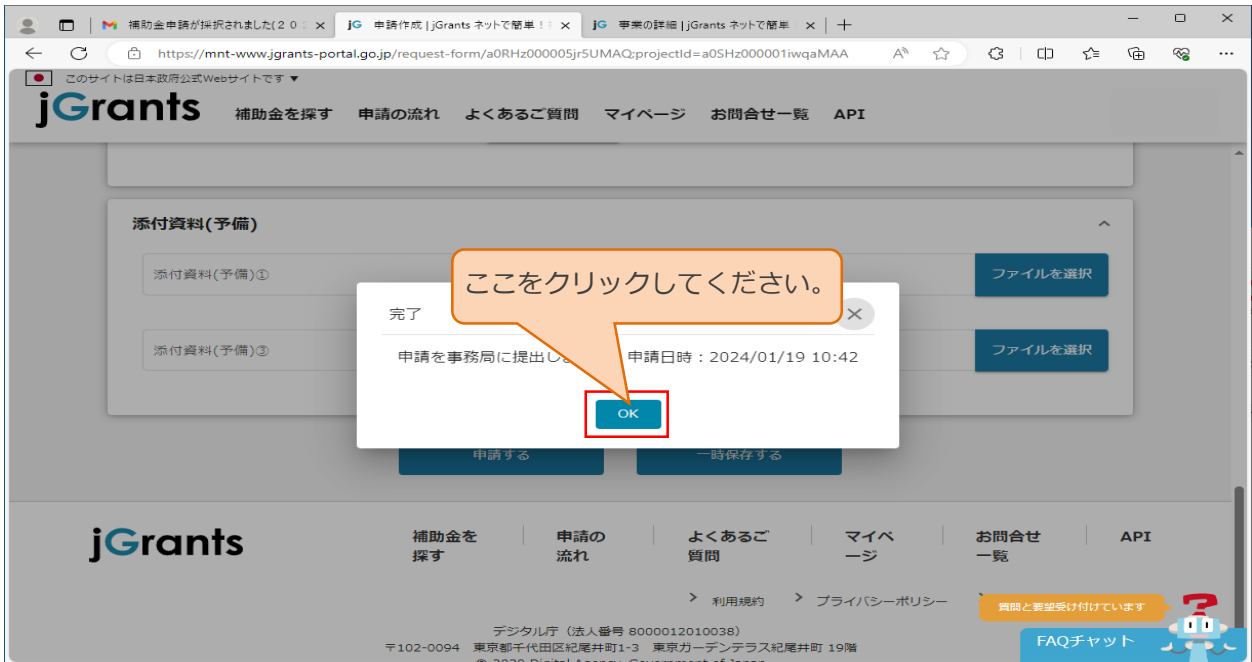 補助金申請が採択されました(20
申請作成 | jGrants ネットで簡単!
事業の詳細 | jGrants ネットで簡単
https://mnt-www.jgrants-portal.go.jp/request-form/a0RHz000005jr5UMAQ;projectId=a0SHz000001iwqaMAA
このサイトは日本政府公式Webサイトです ▼
jGrants 補助金を探す 申請の流れ よくあるご質問 マイページ お問合せ一覧 API
添付資料(予備)
添付資料(予備)①
ファイルを選択
ここをクリックしてください。
完了
添付資料(予備)③
ファイルを選択
申請を事務局に提出し
申請日時:2024/01/19 10:42
OK
申請する
一時保存する
jGrants
補助金を探す
申請の流れ
よくあるご質問
マイページ
お問合せ一覧
API
> 利用規約
> プライバシーポリシー
質問と要望受け付けています
FAQチャット
デジタル庁(法人番号 8000012010038)
〒102-0094 東京都千代田区紀尾井町1-3 東京ガーデンテラス紀尾井町 19階
© 2020 Digital Agency, Government of Japan